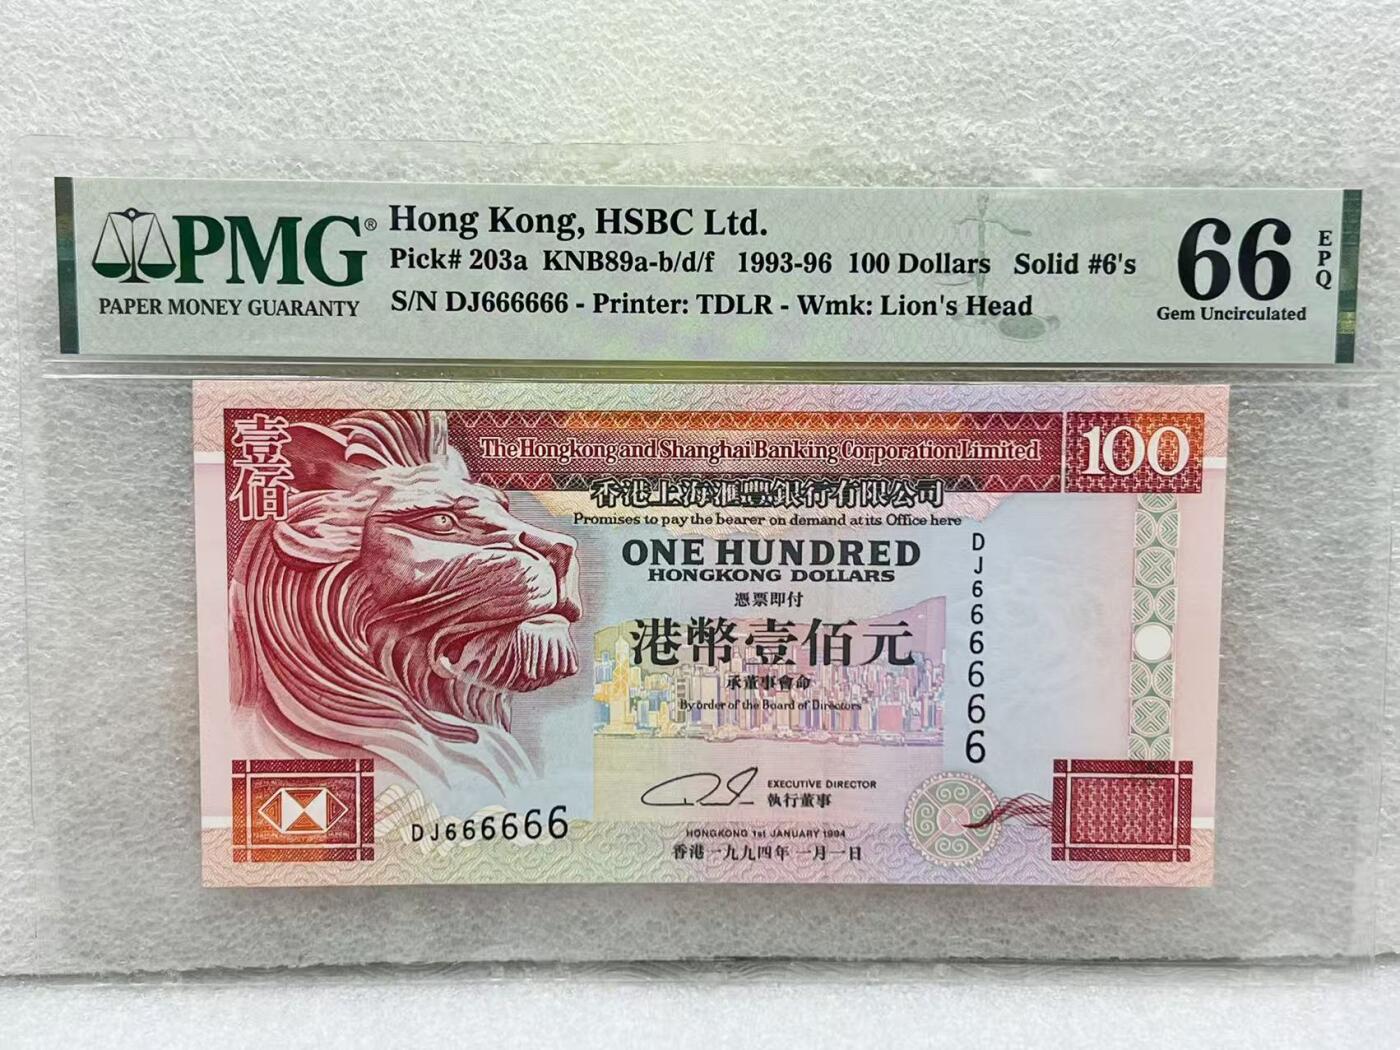 PMG®
PAPER MONEY GUARANTY
Hong Kong, HSBC Ltd.
Pick# 203a KNB89a-b/d/f 1993-96 100 Dollars Solid #6's
S/N DJ666666 - Printer: TDLR - Wmk: Lion's Head
66
EPQ
Gem Uncirculated
壹佰
The Hongkong and Shanghai Banking Corporation Limited
100
香港上海滙豐銀行有限公司
Promises to pay the bearer on demand at its Office here
ONE HUNDRED
HONGKONG DOLLARS
憑票即付
港幣壹佰元
承董事會命
By order of the Board of Directors
DJ666666
EXECUTIVE DIRECTOR
執行董事
DJ666666
HONGKONG 1st JANUARY 1994
香港一九九四年一月一日